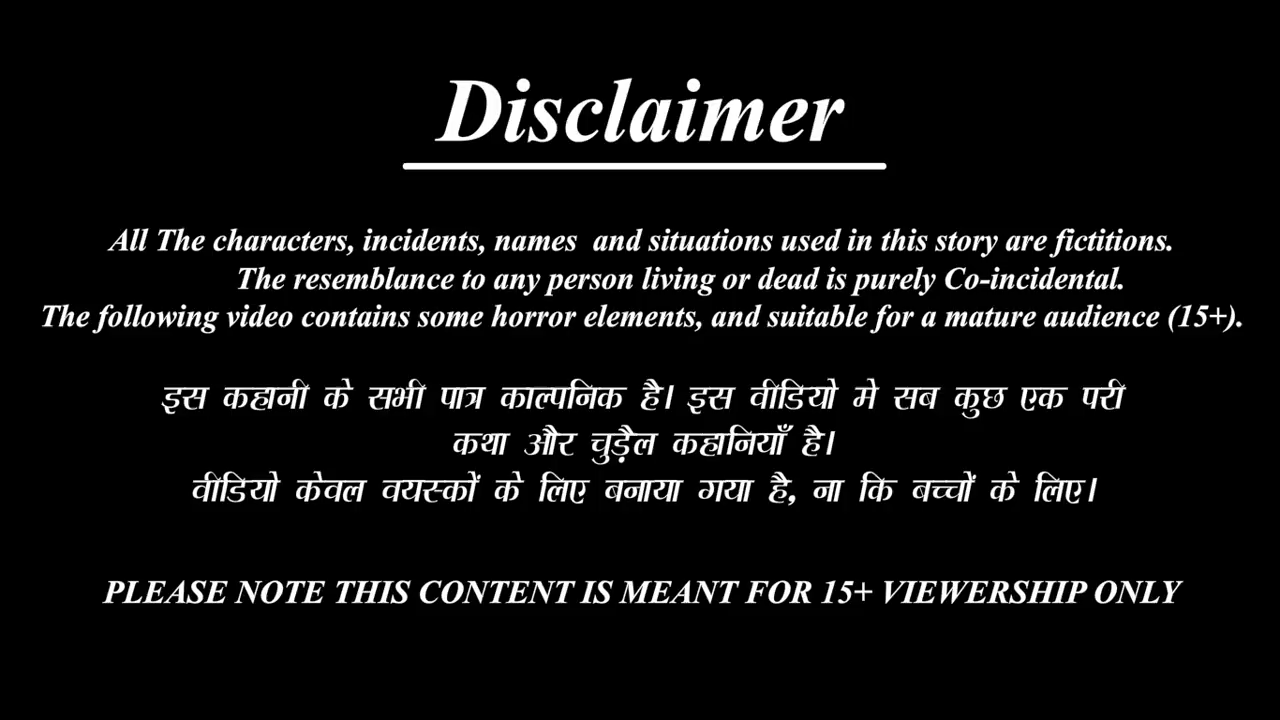 Disclaimer
All The characters, incidents, names and situations used in this story are fictitions.
The resemblance to any person living or dead is purely Co-incidental.
The following video contains some horror elements, and suitable for a mature audience (15+).
इस कहानी के सभी पात्र काल्पनिक है। इस वीडियो मे सब कुछ एक परी
कथा और चुड़ैल कहानियाँ है।
वीडियो केवल वयस्कों के लिए बनाया गया है, ना कि बच्चों के लिए।
PLEASE NOTE THIS CONTENT IS MEANT FOR 15+ VIEWERSHIP ONLY